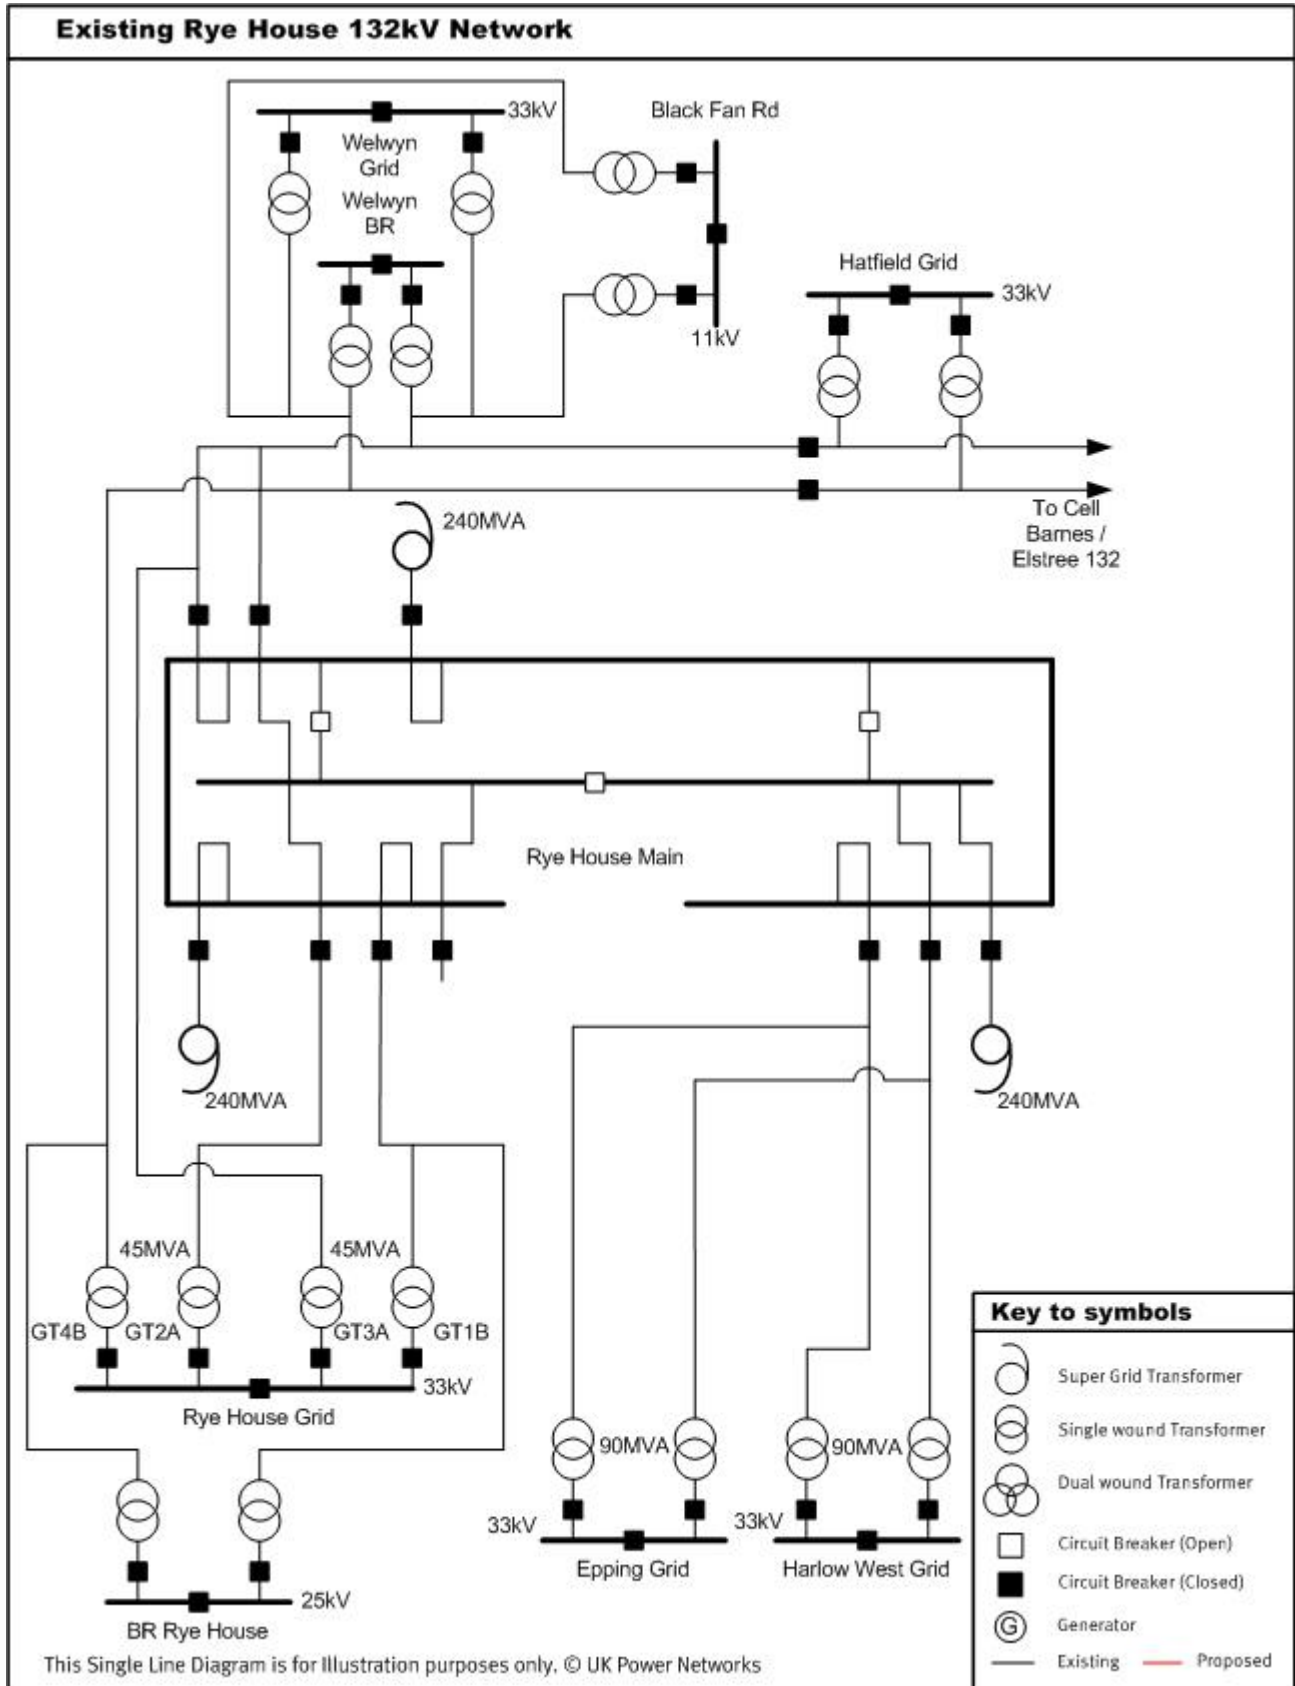 Existing Rye House 132kV Network
33kV
Black Fan Rd
Welwyn
Grid
Welwyn
BR
Hatfield Grid
33kV
11kV
240MVA
To Cell
Barnes /
Elstree 132
Rye House Main
240MVA
240MVA
45MVA
45MVA
GT4B
GT2A
GT3A
GT1B
33kV
Rye House Grid
90MVA
90MVA
33kV
33kV
Epping Grid
Harlow West Grid
25kV
BR Rye House
This Single Line Diagram is for Illustration purposes only. © UK Power Networks
Key to symbols
Super Grid Transformer
Single wound Transformer
Dual wound Transformer
Circuit Breaker (Open)
Circuit Breaker (Closed)
G Generator
Existing Proposed